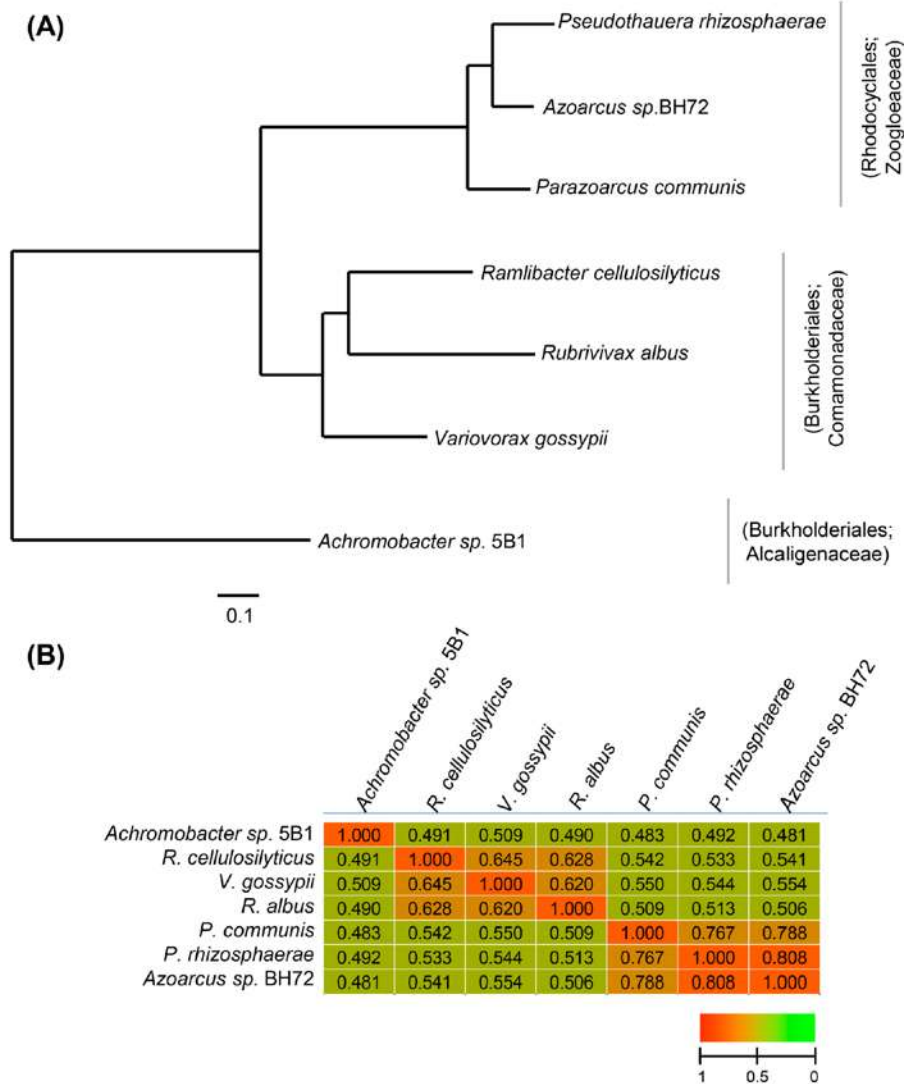 (A)
Pseudothauera rhizosphaerae
Azoarcus sp.BH72
Parazoarcus communis
(Rhodocyclales;
Zoogloeaceae)
Ramlibacter cellulosilyticus
Rubrivivax albus
Variovorax gossypii
(Burkholderiales;
Comamonadaceae)
Achromobacter sp. 5B1
(Burkholderiales;
Alcaligenaceae)
0.1
(B)
Achromobacter sp. 5B1
R. cellulosilyticus
V. gossypii
R. albus
P. communis
P. rhizosphaerae
Azoarcus sp. BH72
Achromobacter sp. 5B1 1.000 0.491 0.509 0.490 0.483 0.492 0.481
R. cellulosilyticus 0.491 1.000 0.645 0.628 0.542 0.533 0.541
V. gossypii 0.509 0.645 1.000 0.620 0.550 0.544 0.554
R. albus 0.490 0.628 0.620 1.000 0.509 0.513 0.506
P. communis 0.483 0.542 0.550 0.509 1.000 0.767 0.788
P. rhizosphaerae 0.492 0.533 0.544 0.513 0.767 1.000 0.808
Azoarcus sp. BH72 0.481 0.541 0.554 0.506 0.788 0.808 1.000
1 0.5 0